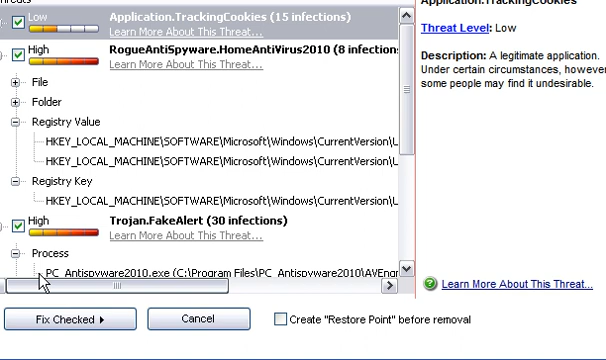 Low
Application.TrackingCookies (15 infections)
Learn More About This Threat...
High
RogueAntiSpyware.HomeAntiVirus2010 (8 infection
Learn More About This Threat...
File
Folder
Registry Value
HKEY_LOCAL_MACHINE\SOFTWARE\Microsoft\Windows\CurrentVersion\U
HKEY_LOCAL_MACHINE\SOFTWARE\Microsoft\Windows\CurrentVersion\U
Registry Key
HKEY_LOCAL_MACHINE\SOFTWARE\Microsoft\Windows\CurrentVersion\U
High
Trojan.FakeAlert (30 infections)
Learn More About This Threat...
Process
PC_Antispyware2010.exe (C:\Program Files\PC_Antispyware2010\AVEng
Fix Checked
Cancel
Create "Restore Point" before removal
Application.TrackingCookies
Threat Level: Low
Description: A legitimate application.
Under certain circumstances, however
some people may find it undesirable.
Learn More About This Threat...